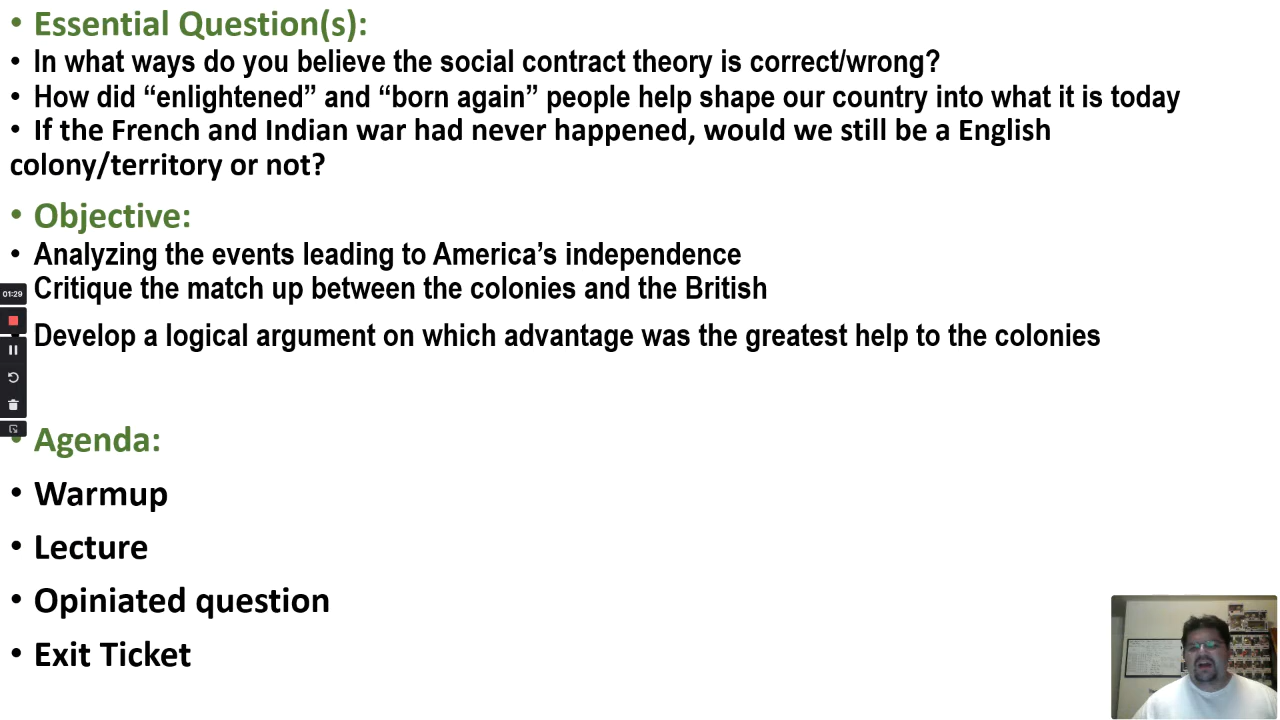 • Essential Question(s):
• In what ways do you believe the social contract theory is correct/wrong?
• How did “enlightened” and “born again” people help shape our country into what it is today
• If the French and Indian war had never happened, would we still be a English
colony/territory or not?
• Objective:
• Analyzing the events leading to America’s independence
Critique the match up between the colonies and the British
01:29
Develop a logical argument on which advantage was the greatest help to the colonies
• Agenda:
• Warmup
• Lecture
• Opiniated question
• Exit Ticket